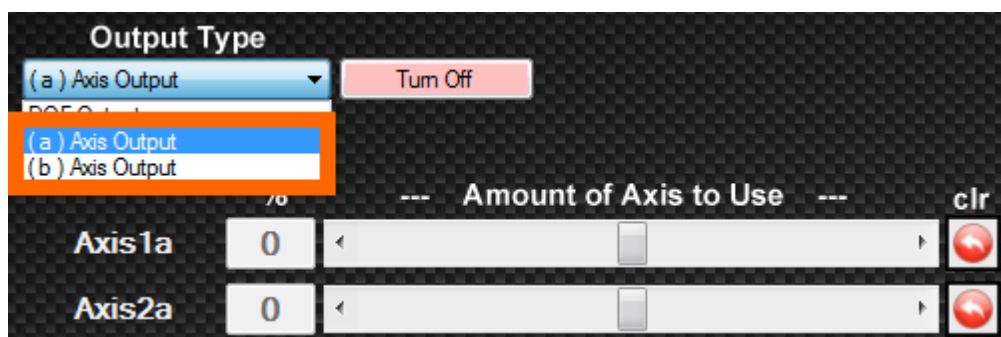 Output Type
( a ) Axis Output
Turn Off
( a ) Axis Output
( b ) Axis Output
% --- Amount of Axis to Use --- clr
Axis1a 0
Axis2a 0